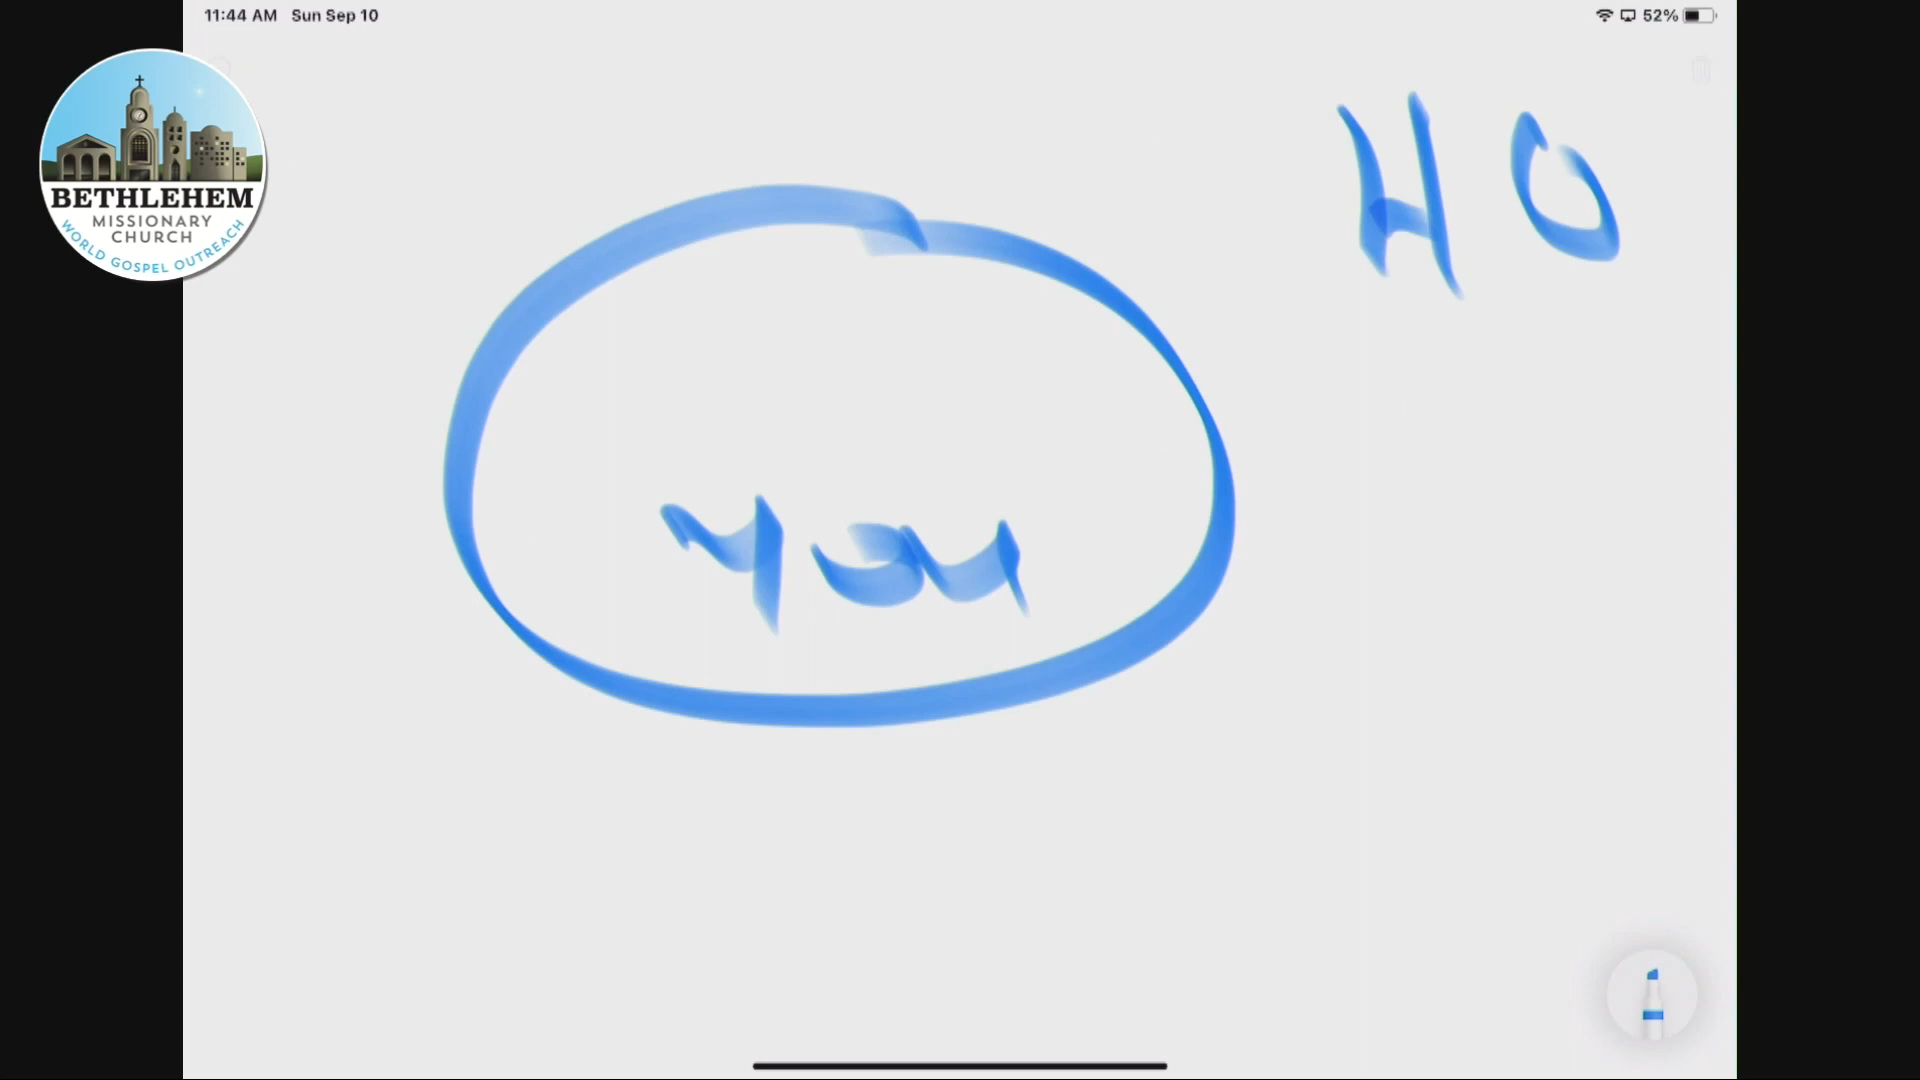 11:44 AM Sun Sep 10
52%
BETHLEHEM
MISSIONARY
CHURCH
WORLD GOSPEL OUTREACH
HO
you